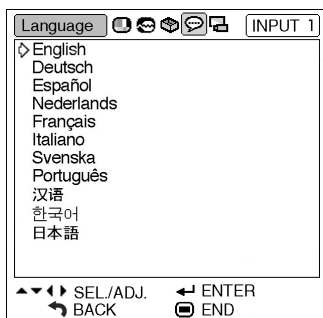 Language INPUT 1
English
Deutsch
Español
Nederlands
Français
Italiano
Svenska
Português
汉语
한국어
日本語
SEL./ADJ. ENTER
BACK END